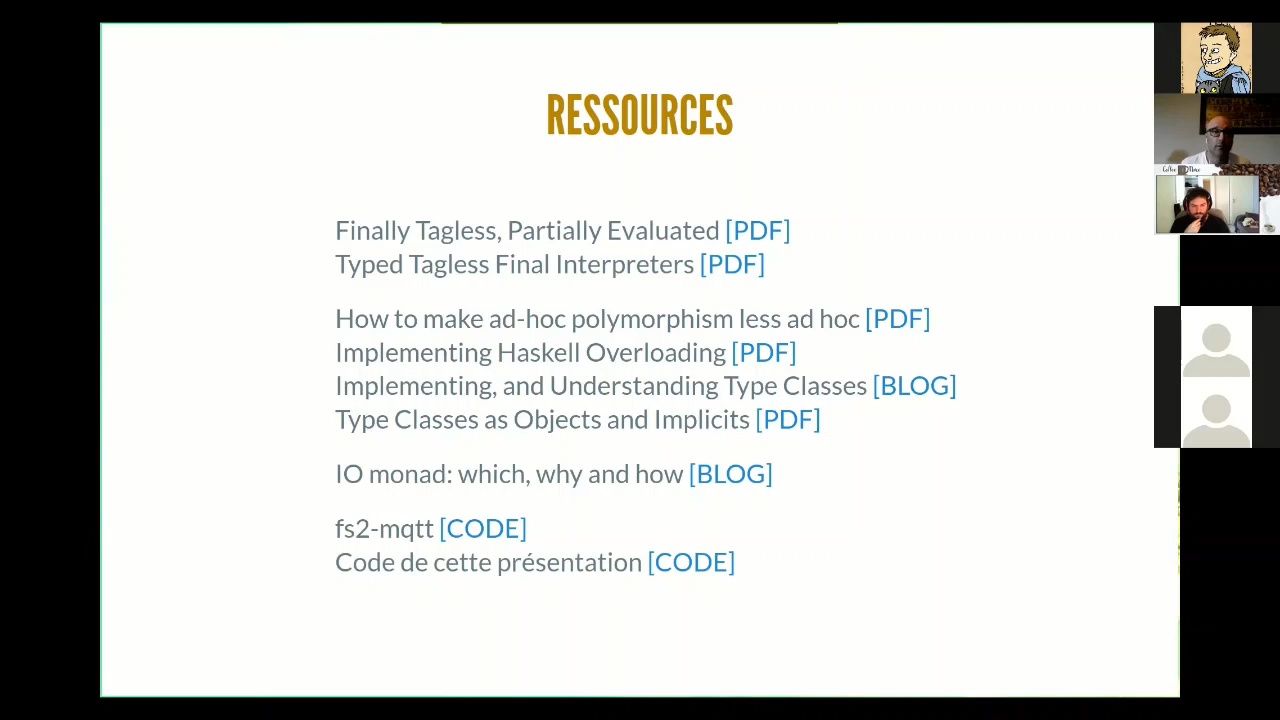 RESSOURCES
Finally Tagless, Partially Evaluated [PDF]
Typed Tagless Final Interpreters [PDF]
How to make ad-hoc polymorphism less ad hoc [PDF]
Implementing Haskell Overloading [PDF]
Implementing, and Understanding Type Classes [BLOG]
Type Classes as Objects and Implicits [PDF]
IO monad: which, why and how [BLOG]
fs2-mqtt [CODE]
Code de cette présentation [CODE]